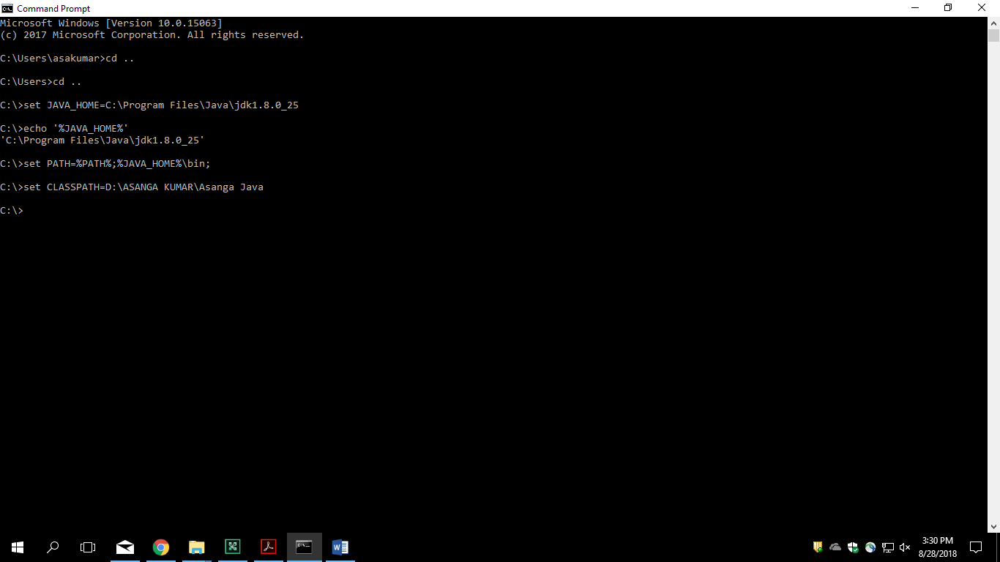 Command Prompt
Microsoft Windows [Version 10.0.15063]
(c) 2017 Microsoft Corporation. All rights reserved.
C:\Users\asakumar>cd ..
C:\Users>cd ..
C:\>set JAVA_HOME=C:\Program Files\Java\jdk1.8.0_25
C:\>echo '%JAVA_HOME%'
'C:\Program Files\Java\jdk1.8.0_25'
C:\>set PATH=%PATH%;%JAVA_HOME%\bin;
C:\>set CLASSPATH=D:\ASANGA KUMAR\Asanga Java
C:\>
3:30 PM
8/28/2018